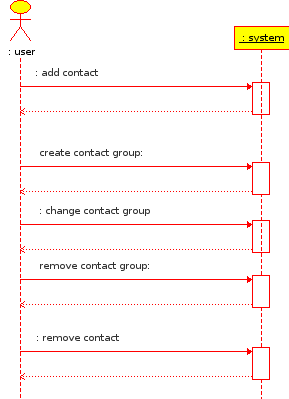 : system
: user
: add contact
create contact group:
: change contact group
remove contact group:
: remove contact